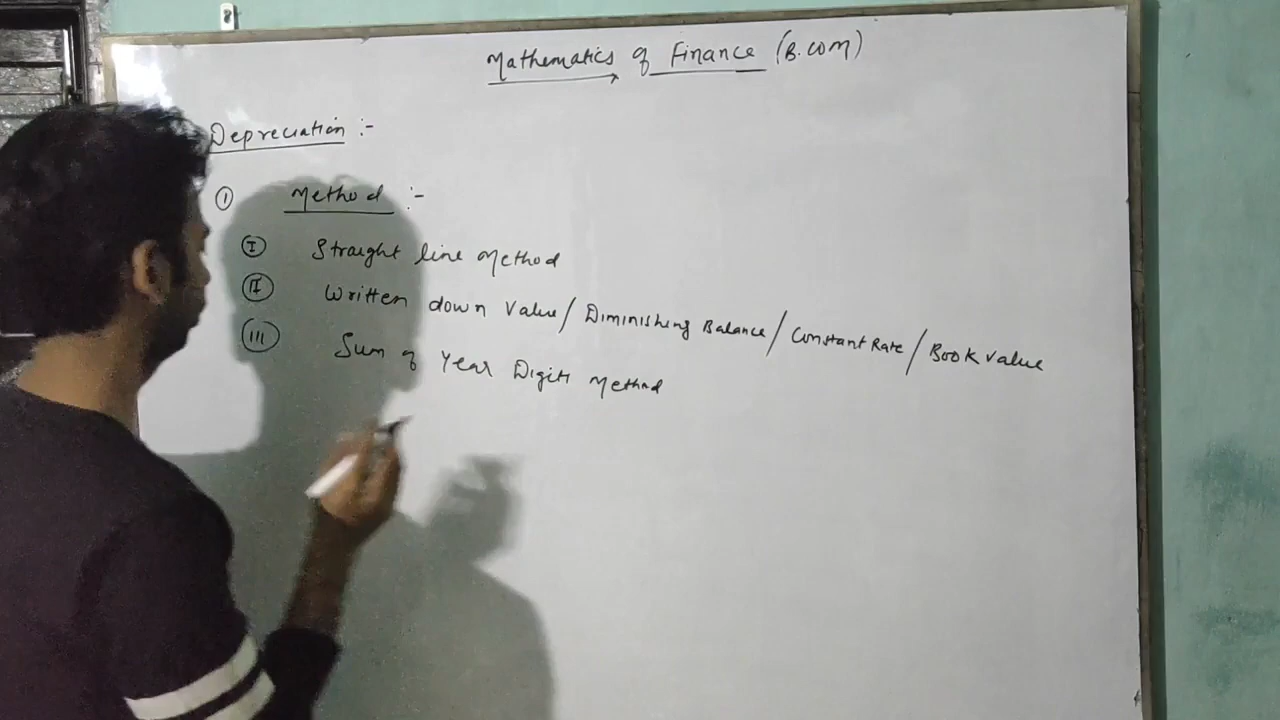 Mathematics of Finance (B.COM)
Depreciation :-
① Method :-
Ⓘ Straight line Method
Ⅱ Written down Value/Diminishing Balance/Constant Rate/Book Value
III Sum of Year Digits Method